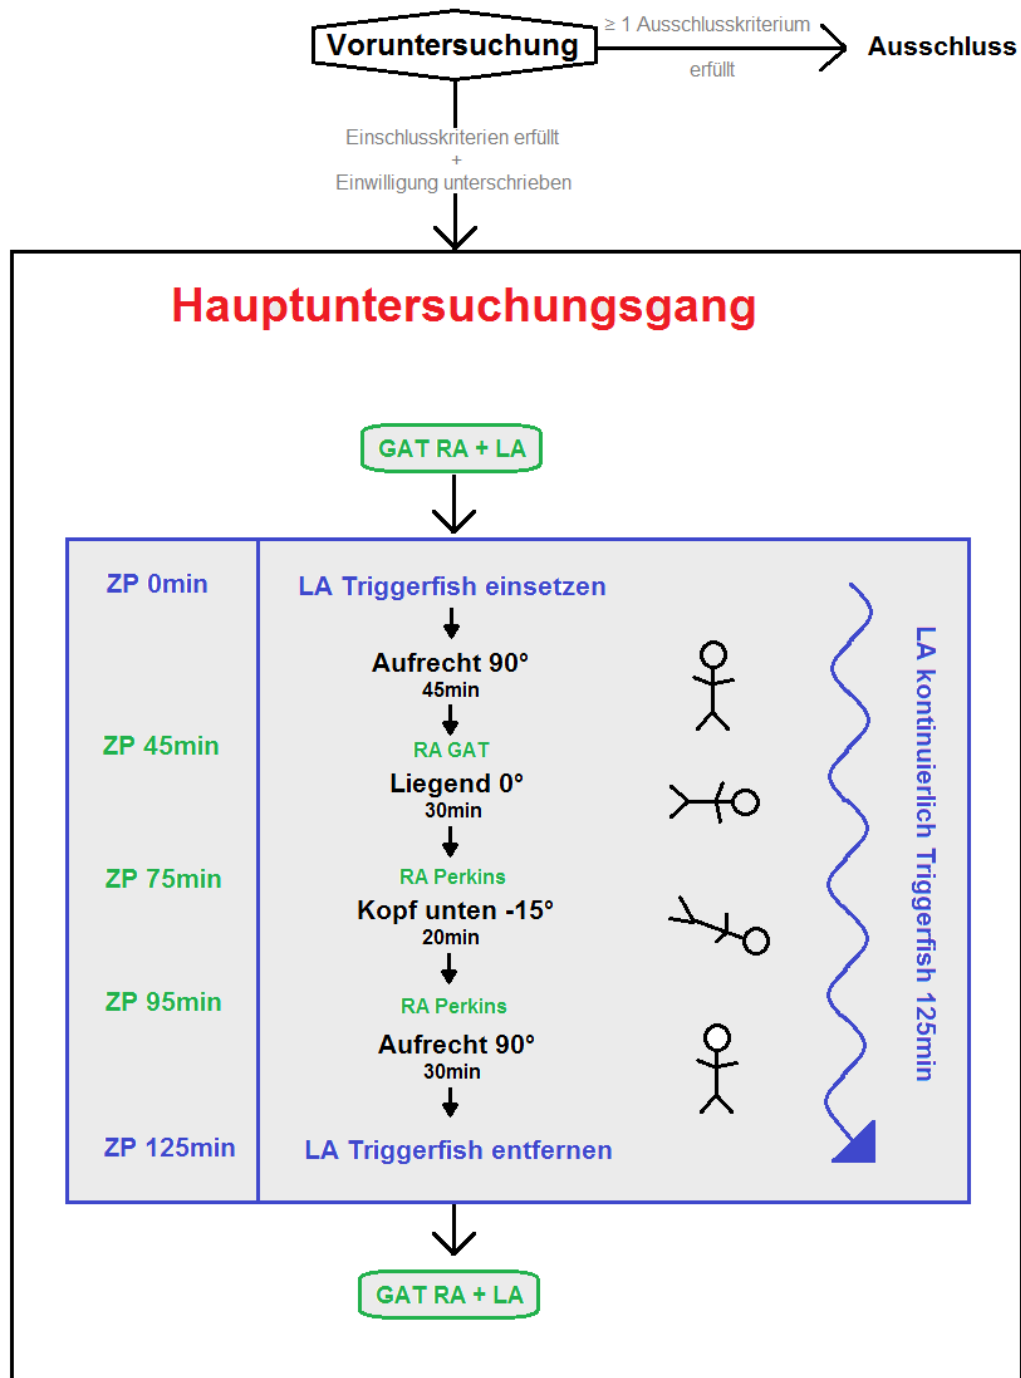 Voruntersuchung
≥ 1 Ausschlusskriterium
erfüllt
Ausschluss
Einschlusskriterien erfüllt
+
Einwilligung unterschrieben
Hauptuntersuchungsgang
GAT RA + LA
ZP 0min
LA Triggerfish einsetzen
Aufrecht 90°
45min
ZP 45min
RA GAT
Liegend 0°
30min
ZP 75min
RA Perkins
Kopf unten -15°
20min
ZP 95min
RA Perkins
Aufrecht 90°
30min
ZP 125min
LA Triggerfish entfernen
LA kontinuierlich Triggerfish 125min
GAT RA + LA